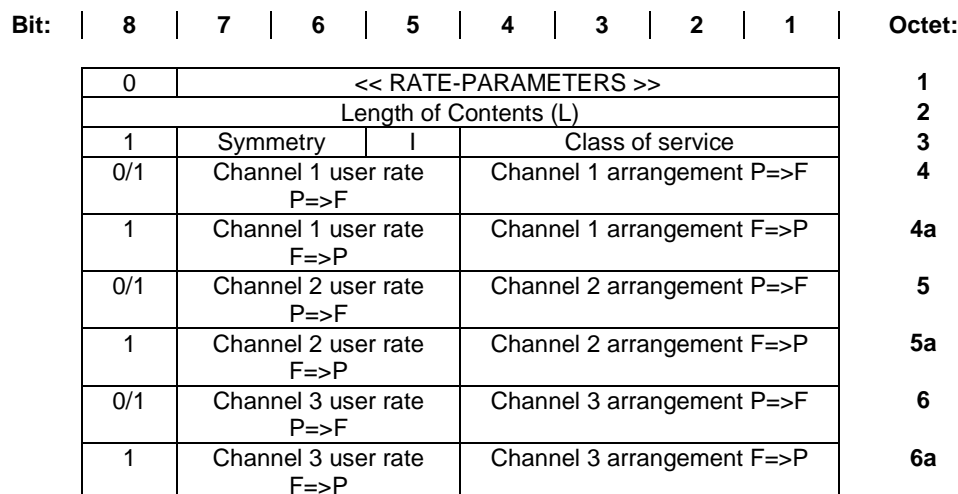 Bit: 8 7 6 5 4 3 2 1 Octet:
0 << RATE-PARAMETERS >> 1
Length of Contents (L) 2
1 Symmetry I Class of service 3
0/1 Channel 1 user rate Channel 1 arrangement P=>F 4
P=>F
1 Channel 1 user rate Channel 1 arrangement F=>P 4a
F=>P
0/1 Channel 2 user rate Channel 2 arrangement P=>F 5
P=>F
1 Channel 2 user rate Channel 2 arrangement F=>P 5a
F=>P
0/1 Channel 3 user rate Channel 3 arrangement P=>F 6
P=>F
1 Channel 3 user rate Channel 3 arrangement F=>P 6a
F=>P